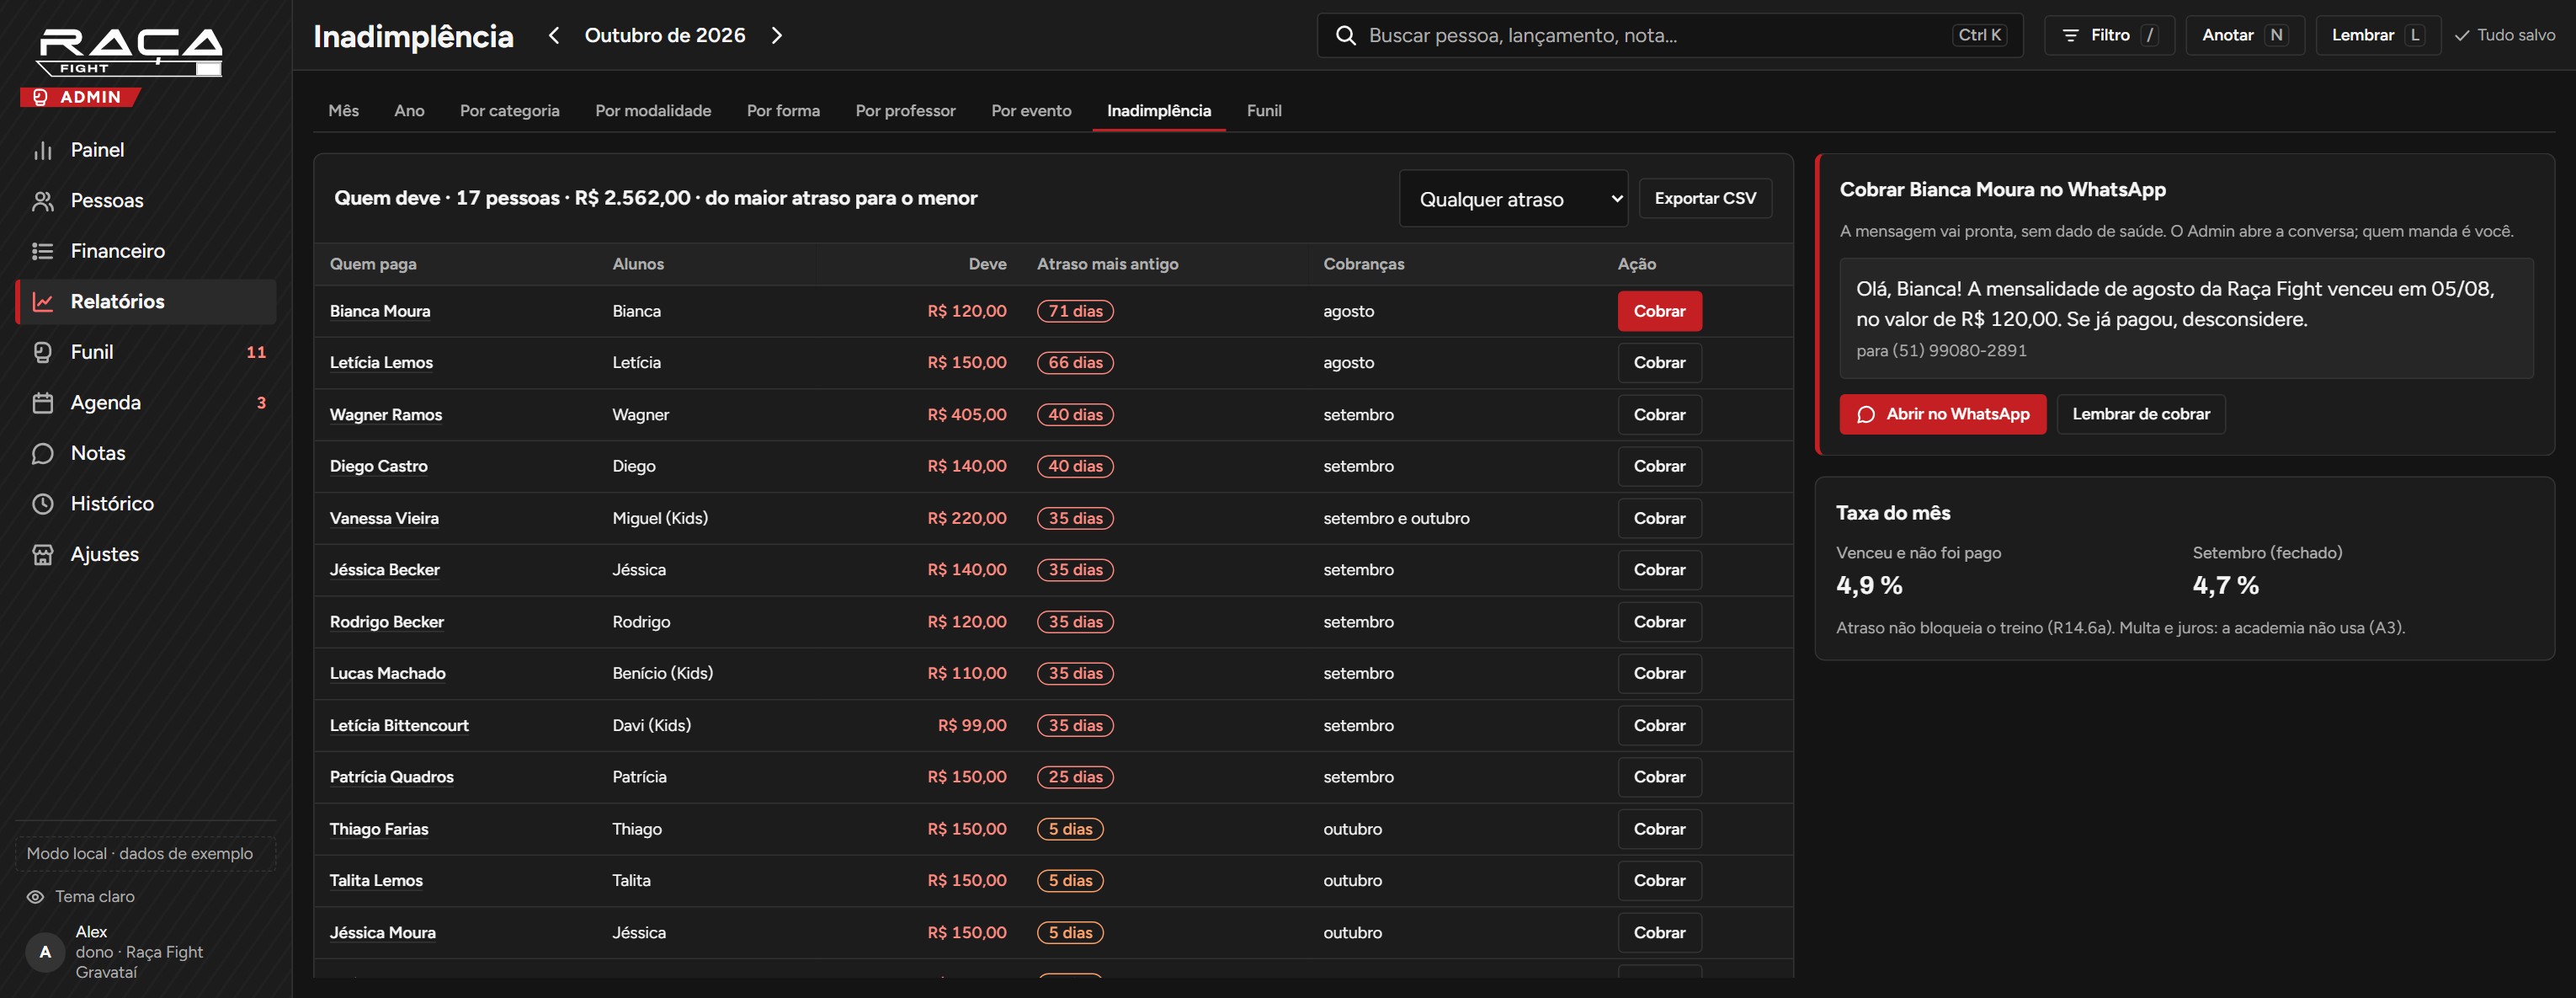 RAÇA
FIGHT
ADMIN
Painel
Pessoas
Financeiro
Relatórios
Funil 11
Agenda 3
Notas
Histórico
Ajustes
Modo local · dados de exemplo
Tema claro
A
Alex
dono · Raça Fight
Gravataí
Inadimplência
Outubro de 2026
Buscar pessoa, lançamento, nota... Ctrl K
Filtro /
Anotar N
Lembrar L
Tudo salvo
Mês Ano Por categoria Por modalidade Por forma Por professor Por evento Inadimplência Funil
Quem deve · 17 pessoas · R$ 2.562,00 · do maior atraso para o menor
Qualquer atraso
Exportar CSV
Quem paga Alunos Deve Atraso mais antigo Cobranças Ação
Bianca Moura Bianca R$ 120,00 71 dias agosto Cobrar
Letícia Lemos Letícia R$ 150,00 66 dias agosto Cobrar
Wagner Ramos Wagner R$ 405,00 40 dias setembro Cobrar
Diego Castro Diego R$ 140,00 40 dias setembro Cobrar
Vanessa Vieira Miguel (Kids) R$ 220,00 35 dias setembro e outubro Cobrar
Jéssica Becker Jéssica R$ 140,00 35 dias setembro Cobrar
Rodrigo Becker Rodrigo R$ 120,00 35 dias setembro Cobrar
Lucas Machado Benício (Kids) R$ 110,00 35 dias setembro Cobrar
Letícia Bittencourt Davi (Kids) R$ 99,00 35 dias setembro Cobrar
Patrícia Quadros Patrícia R$ 150,00 25 dias setembro Cobrar
Thiago Farias Thiago R$ 150,00 5 dias outubro Cobrar
Talita Lemos Talita R$ 150,00 5 dias outubro Cobrar
Jéssica Moura Jéssica R$ 150,00 5 dias outubro Cobrar
Cobrar Bianca Moura no WhatsApp
A mensagem vai pronta, sem dado de saúde. O Admin abre a conversa; quem manda é você.
Olá, Bianca! A mensalidade de agosto da Raça Fight venceu em 05/08,
no valor de R$ 120,00. Se já pagou, desconsidere.
para (51) 99080-2891
Abrir no WhatsApp
Lembrar de cobrar
Taxa do mês
Venceu e não foi pago Setembro (fechado)
4,9 % 4,7 %
Atraso não bloqueia o treino (R14.6a). Multa e juros: a academia não usa (A3).